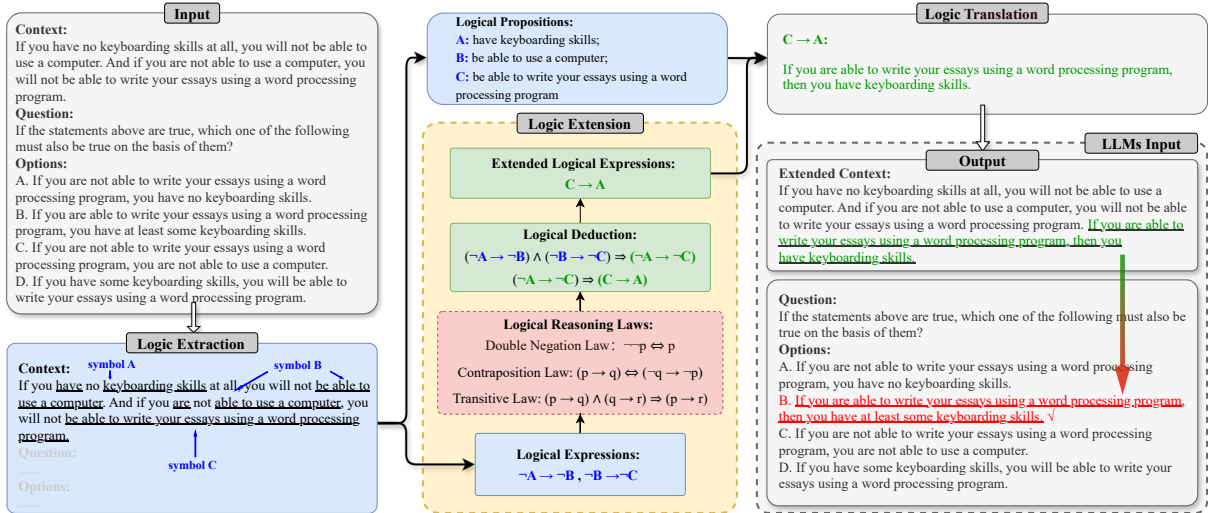 Input
Context:
If you have no keyboarding skills at all, you will not be able to
use a computer. And if you are not able to use a computer, you
will not be able to write your essays using a word processing
program.
Question:
If the statements above are true, which one of the following
must also be true on the basis of them?
Options:
A. If you are not able to write your essays using a word
processing program, you have no keyboarding skills.
B. If you are able to write your essays using a word processing
program, you have at least some keyboarding skills.
C. If you are not able to write your essays using a word
processing program, you are not able to use a computer.
D. If you have some keyboarding skills, you will be able to
write your essays using a word processing program.
Logic Extraction
Context:
symbol A
symbol B
If you have no keyboarding skills at all, you will not be able to
use a computer. And if you are not able to use a computer, you
will not be able to write your essays using a word processing
program.
symbol C
Question:
......
Options:
......
Logical Propositions:
A: have keyboarding skills;
B: be able to use a computer;
C: be able to write your essays using a word
processing program
Logic Extension
Extended Logical Expressions:
C → A
Logical Deduction:
(¬A → ¬B) ∧ (¬B → ¬C) ⇒ (¬A → ¬C)
(¬A → ¬C) ⇒ (C → A)
Logical Reasoning Laws:
Double Negation Law: ¬¬p ⇔ p
Contraposition Law: (p → q) ⇔ (¬q → ¬p)
Transitive Law: (p → q) ∧ (q → r) ⇒ (p → r)
Logical Expressions:
¬A → ¬B , ¬B → ¬C
Logic Translation
C → A:
If you are able to write your essays using a word processing program,
then you have keyboarding skills.
LLMs Input
Output
Extended Context:
If you have no keyboarding skills at all, you will not be able to use a
computer. And if you are not able to use a computer, you will not be able
to write your essays using a word processing program. If you are able to
write your essays using a word processing program, then you
have keyboarding skills.
Question:
If the statements above are true, which one of the following must also be
true on the basis of them?
Options:
A. If you are not able to write your essays using a word processing
program, you have no keyboarding skills.
B. If you are able to write your essays using a word processing program,
then you have at least some keyboarding skills. √
C. If you are not able to write your essays using a word processing
program, you are not able to use a computer.
D. If you have some keyboarding skills, you will be able to write your
essays using a word processing program.